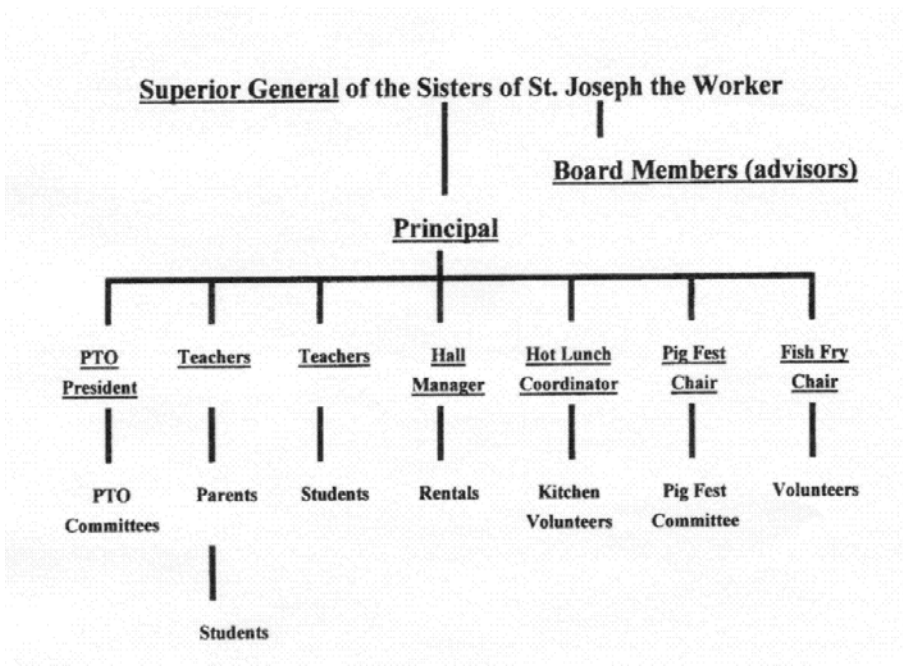 Superior General of the Sisters of St. Joseph the Worker
Board Members (advisors)
Principal
PTO
President
Teachers
Teachers
Hall
Manager
Hot Lunch
Coordinator
Pig Fest
Chair
Fish Fry
Chair
PTO
Committees
Parents
Students
Rentals
Kitchen
Volunteers
Pig Fest
Committee
Volunteers
Students